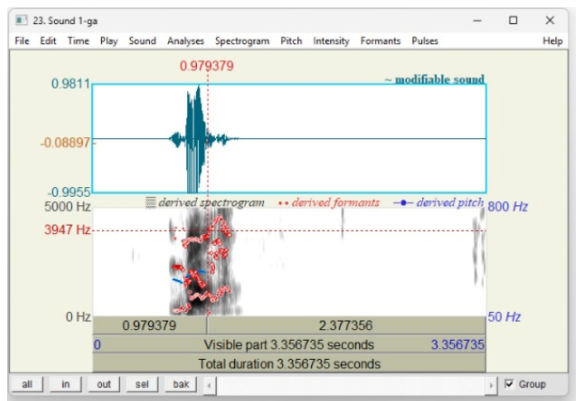 23. Sound 1-ga
File Edit Time Play Sound Analyses Spectrogram Pitch Intensity Formants Pulses Help
0.979379
0.9811
~ modifiable sound
-0.08897
-0.9955
5000 Hz derived spectrogram derived formants derived pitch 800 Hz
3947 Hz
0 Hz 50 Hz
0.979379 2.377356
0 Visible part 3.356735 seconds 3.356735
Total duration 3.356735 seconds
all in out sel bak Group